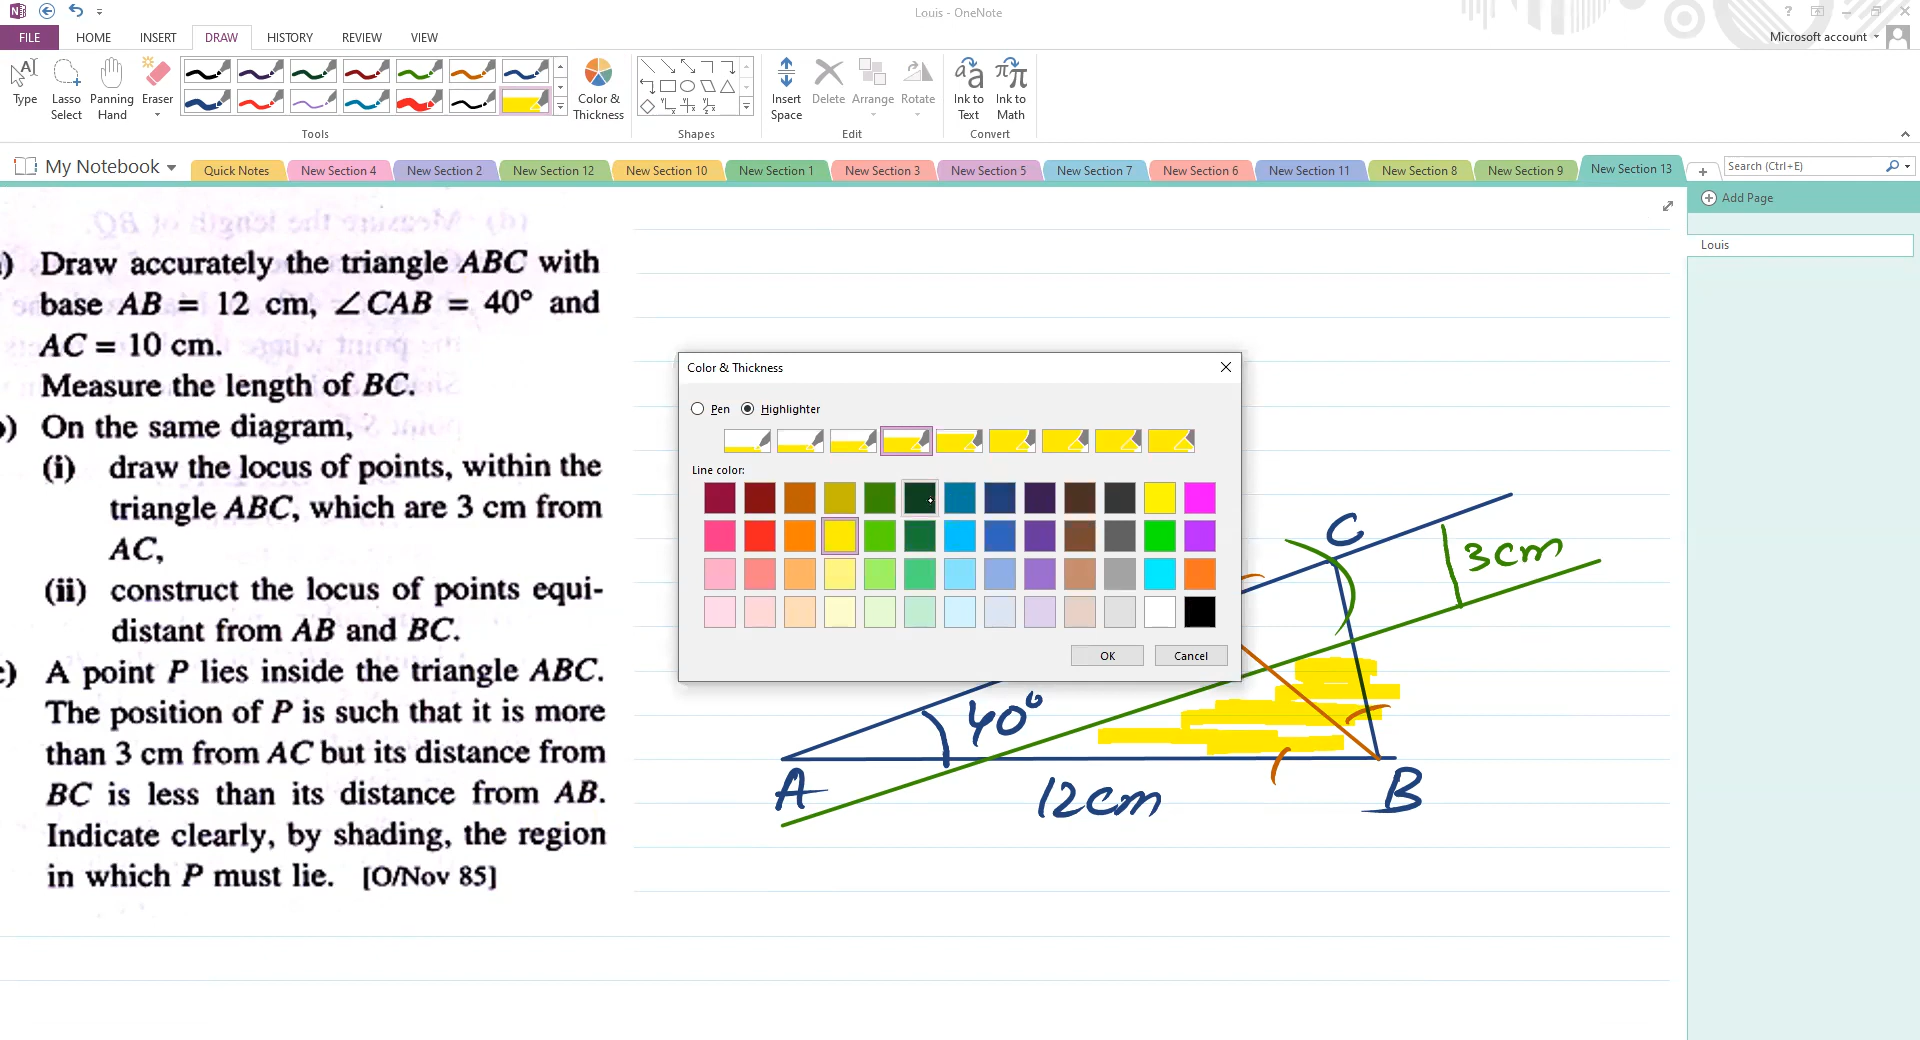 Louis - OneNote
FILE HOME INSERT DRAW HISTORY REVIEW VIEW
Microsoft account
Type Lasso Select Panning Hand Eraser
Color & Thickness
Insert Space Delete Arrange Rotate
Ink to Text Ink to Math
Tools Shapes Edit Convert
My Notebook Quick Notes New Section 4 New Section 2 New Section 12 New Section 10 New Section 1 New Section 3 New Section 5 New Section 7 New Section 6 New Section 11 New Section 8 New Section 9 New Section 13
Search (Ctrl+E)
Add Page
Louis
) Draw accurately the triangle ABC with
base AB = 12 cm, ∠CAB = 40° and
AC = 10 cm.
Measure the length of BC.
) On the same diagram,
(i) draw the locus of points, within the
triangle ABC, which are 3 cm from
AC,
(ii) construct the locus of points equi-
distant from AB and BC.
) A point P lies inside the triangle ABC.
The position of P is such that it is more
than 3 cm from AC but its distance from
BC is less than its distance from AB.
Indicate clearly, by shading, the region
in which P must lie. [O/Nov 85]
Color & Thickness
Pen Highlighter
Line color:
OK Cancel
C
3cm
40°
A
12cm
B